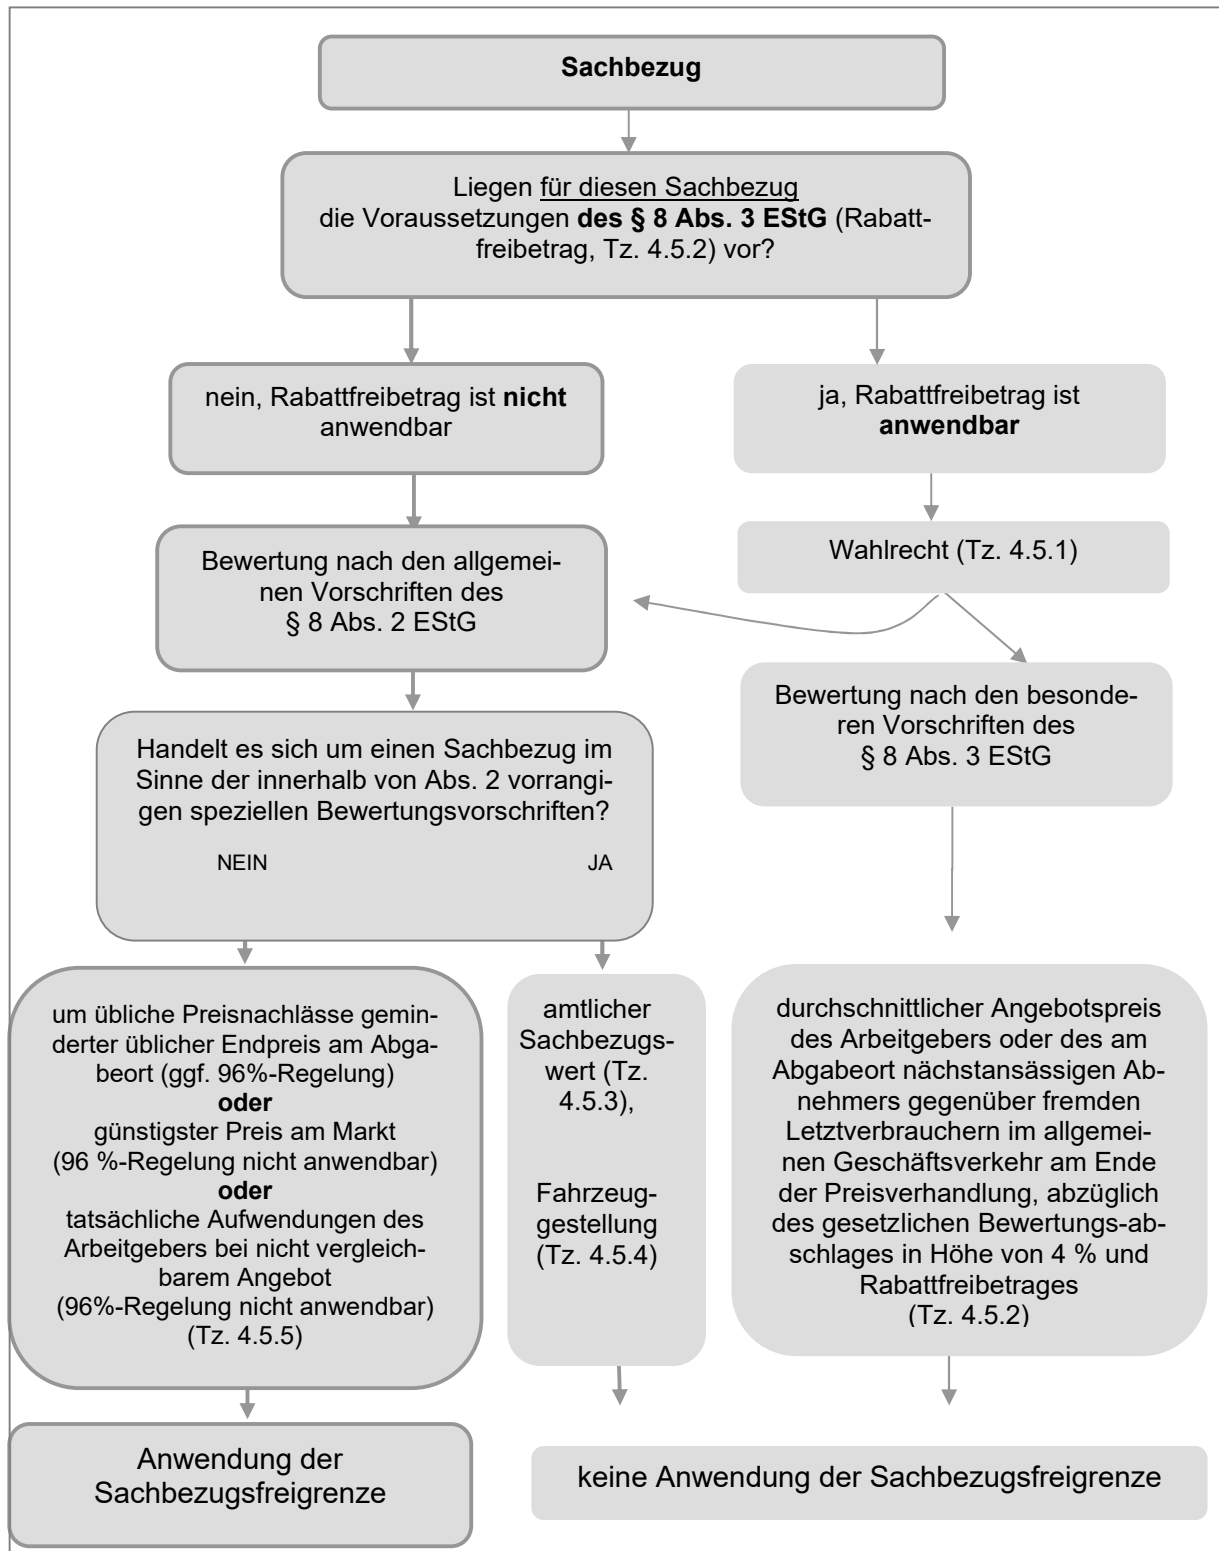 Sachbezug
Liegen für diesen Sachbezug
die Voraussetzungen des § 8 Abs. 3 EStG (Rabatt-
freibetrag, Tz. 4.5.2) vor?
nein, Rabattfreibetrag ist nicht
anwendbar
ja, Rabattfreibetrag ist
anwendbar
Bewertung nach den allgemei-
nen Vorschriften des
§ 8 Abs. 2 EStG
Wahlrecht (Tz. 4.5.1)
Bewertung nach den besonde-
ren Vorschriften des
§ 8 Abs. 3 EStG
Handelt es sich um einen Sachbezug im
Sinne der innerhalb von Abs. 2 vorrangi-
gen speziellen Bewertungsvorschriften?
NEIN JA
um übliche Preisnachlässe gemin-
derter üblicher Endpreis am Abga-
beort (ggf. 96%-Regelung)
oder
günstigster Preis am Markt
(96 %-Regelung nicht anwendbar)
oder
tatsächliche Aufwendungen des
Arbeitgebers bei nicht vergleich-
barem Angebot
(96%-Regelung nicht anwendbar)
(Tz. 4.5.5)
amtlicher
Sachbezugs-
wert (Tz.
4.5.3),
Fahrzeug-
gestellung
(Tz. 4.5.4)
durchschnittlicher Angebotspreis
des Arbeitgebers oder des am
Abgabeort nächstansässigen Ab-
nehmers gegenüber fremden
Letztverbrauchern im allgemei-
nen Geschäftsverkehr am Ende
der Preisverhandlung, abzüglich
des gesetzlichen Bewertungs-ab-
schlages in Höhe von 4 % und
Rabattfreibetrages
(Tz. 4.5.2)
Anwendung der
Sachbezugsfreigrenze
keine Anwendung der Sachbezugsfreigrenze